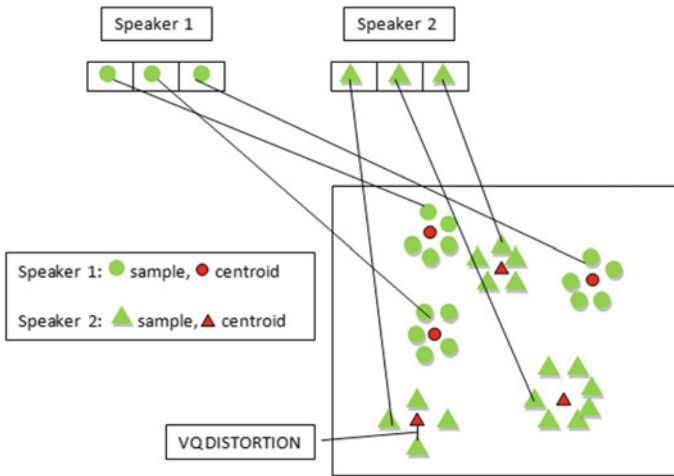 Speaker 1
Speaker 2
Speaker 1: sample, centroid
Speaker 2: sample, centroid
VQ DISTORTION